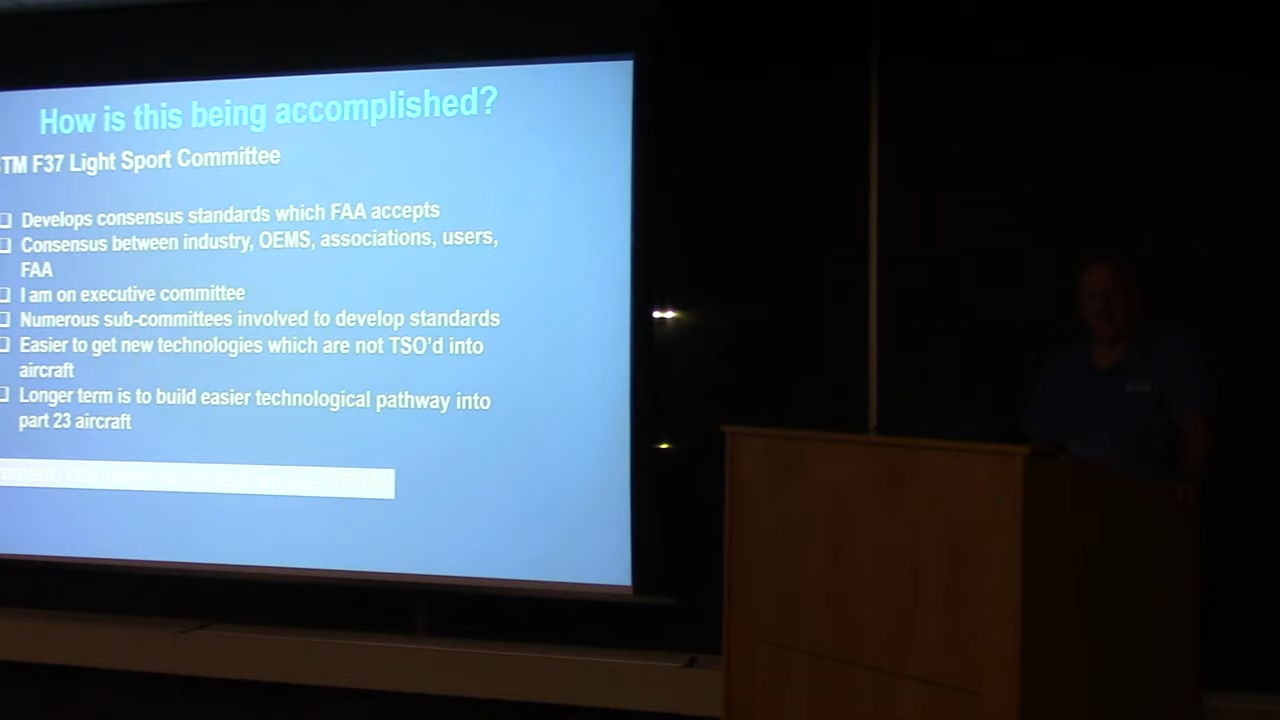 How is this being accomplished?
TM F37 Light Sport Committee
Develops consensus standards which FAA accepts
Consensus between industry, OEMS, associations, users,
FAA
I am on executive committee
Numerous sub-committees involved to develop standards
Easier to get new technologies which are not TSO'd into
aircraft
Longer term is to build easier technological pathway into
part 23 aircraft